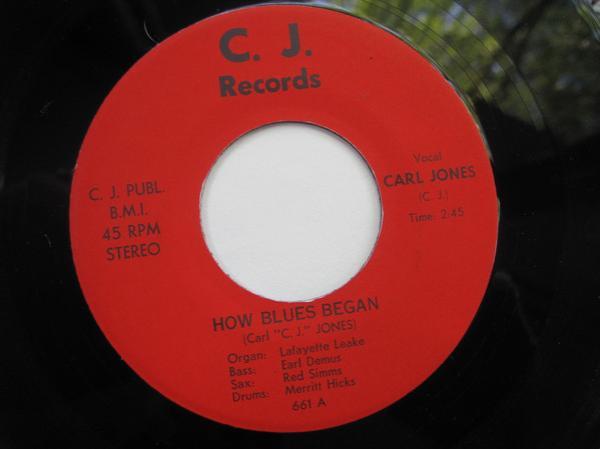 C. J.
Records
C. J. PUBL.
B.M.I.
45 RPM
STEREO
Vocal
CARL JONES
(C. J.)
Time: 2:45
HOW BLUES BEGAN
(Carl "C. J." JONES)
Organ: Lafayette Leake
Bass: Earl Demus
Sax: Red Simms
Drums: Merritt Hicks
661 A